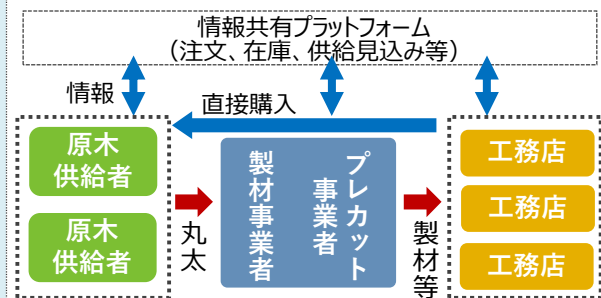 情報共有プラットフォーム
（注文、在庫、供給見込み等）
情報
直接購入
原木
供給者
原木
供給者
丸太
製材事業者
プレカット
事業者
製材等
工務店
工務店
工務店